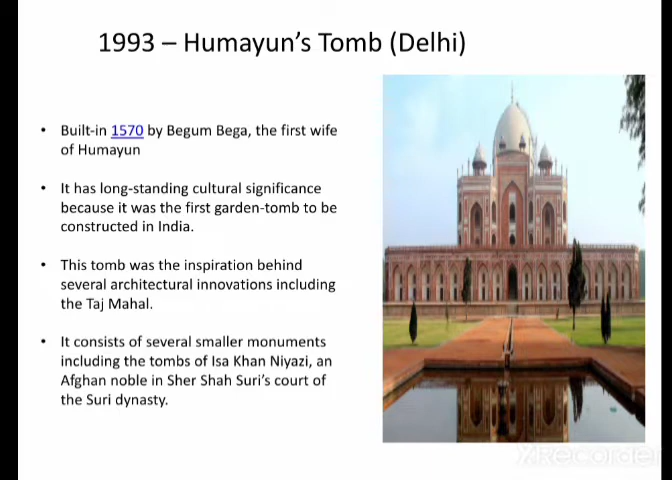 1993 – Humayun's Tomb (Delhi)
• Built-in 1570 by Begum Bega, the first wife
of Humayun
• It has long-standing cultural significance
because it was the first garden-tomb to be
constructed in India.
• This tomb was the inspiration behind
several architectural innovations including
the Taj Mahal.
• It consists of several smaller monuments
including the tombs of Isa Khan Niyazi, an
Afghan noble in Sher Shah Suri's court of
the Suri dynasty.
XRecorder